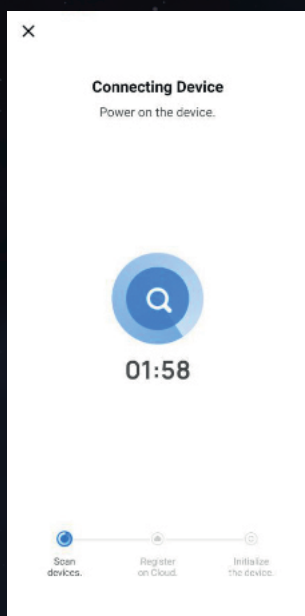 Connecting Device
Power on the device.
01:58
Scan
devices.
Register
on Cloud.
Initialize
the device.